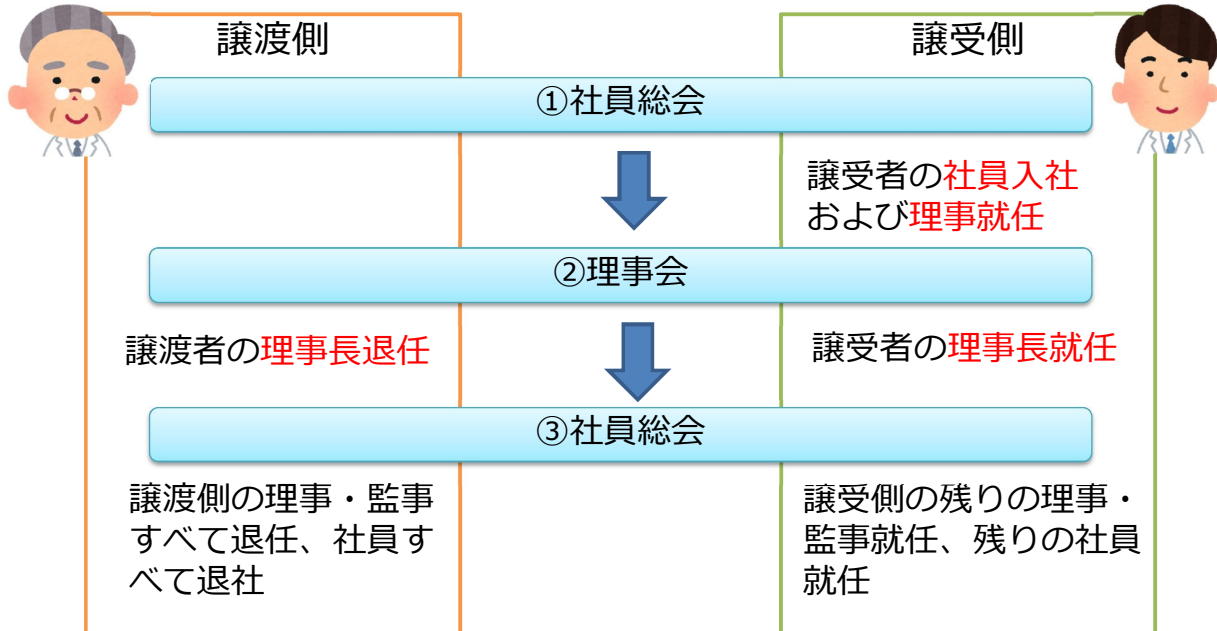 譲渡側
譲受側
①社員総会
譲受者の社員入社
および理事就任
②理事会
譲渡者の理事長退任
譲受者の理事長就任
③社員総会
譲渡側の理事・監事
すべて退任、社員す
べて退社
譲受側の残りの理事・
監事就任、残りの社員
就任